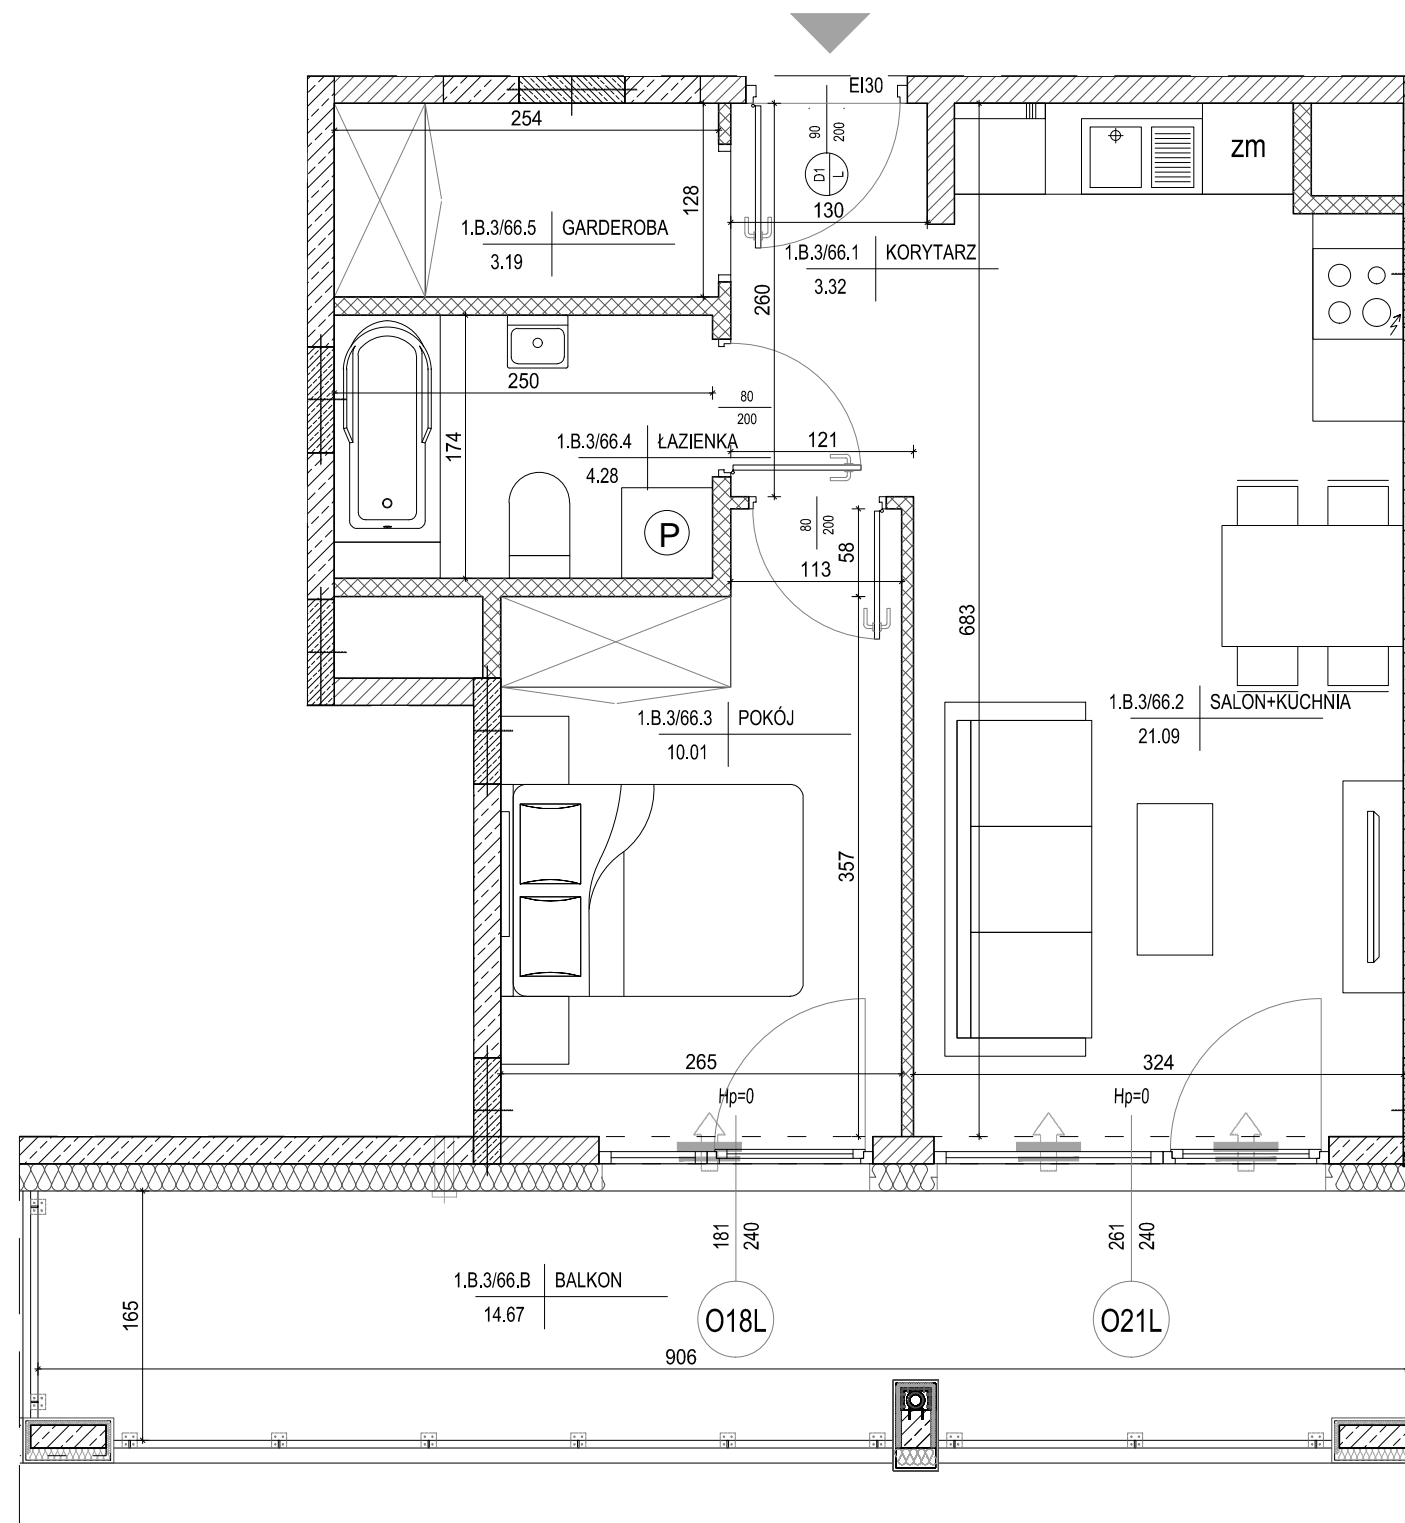 EI30
90
200
D1
L
254
128
130
zm
1.B.3/66.5 GARDEROBA
3.19
1.B.3/66.1 KORYTARZ
3.32
260
250
174
80
200
121
1.B.3/66.4 ŁAZIENKA
4.28
P
80
200
58
113
683
1.B.3/66.3 POKÓJ
10.01
1.B.3/66.2 SALON+KUCHNIA
21.09
357
265
324
Hp=0
Hp=0
181
240
261
240
1.B.3/66.B BALKON
14.67
O18L
O21L
165
906